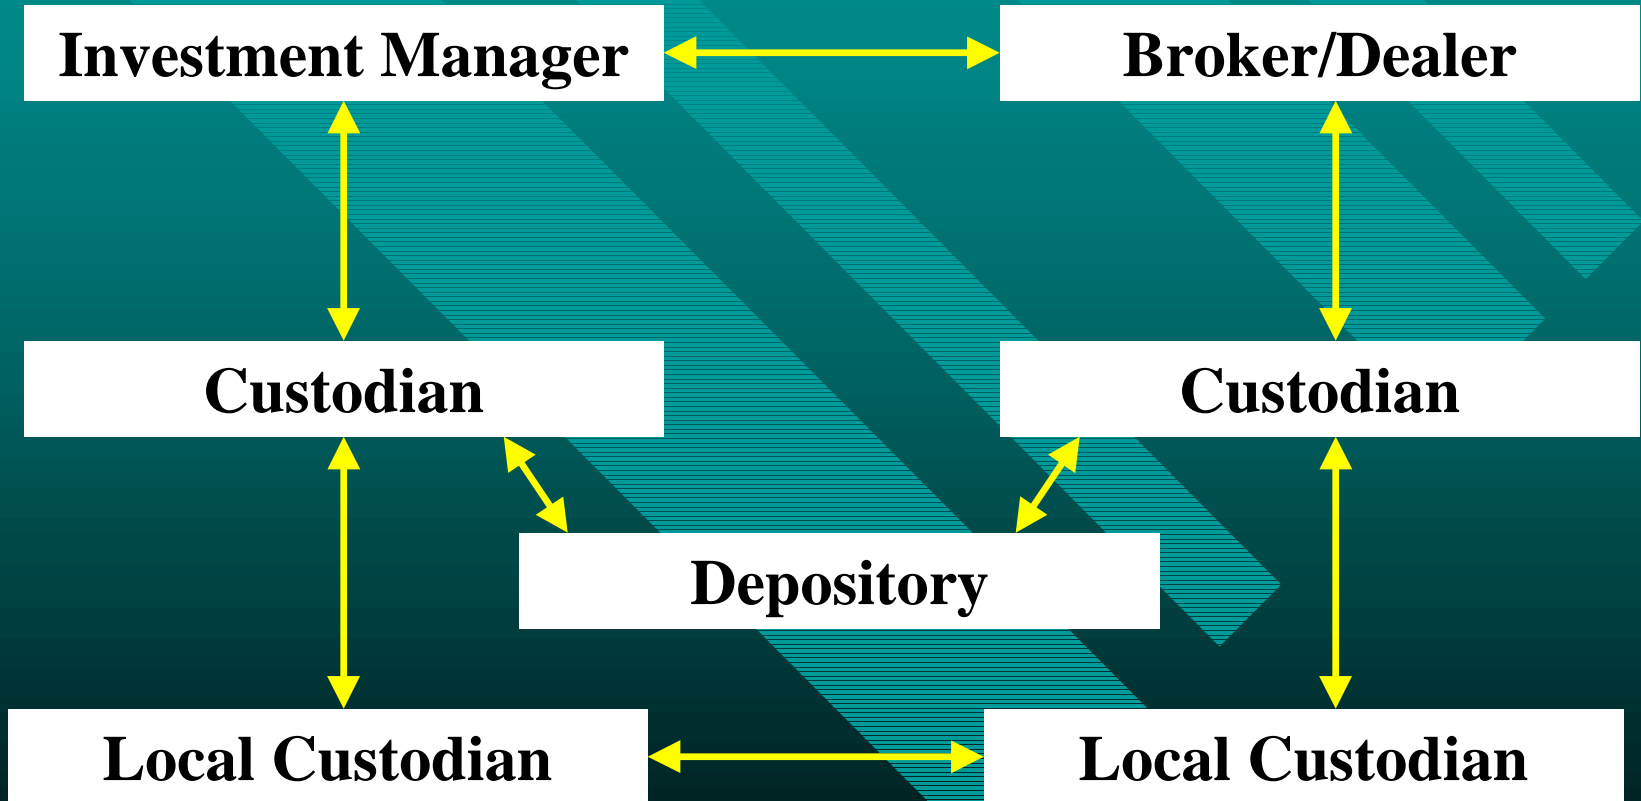 Investment Manager
Broker/Dealer
Custodian
Custodian
Depository
Local Custodian
Local Custodian